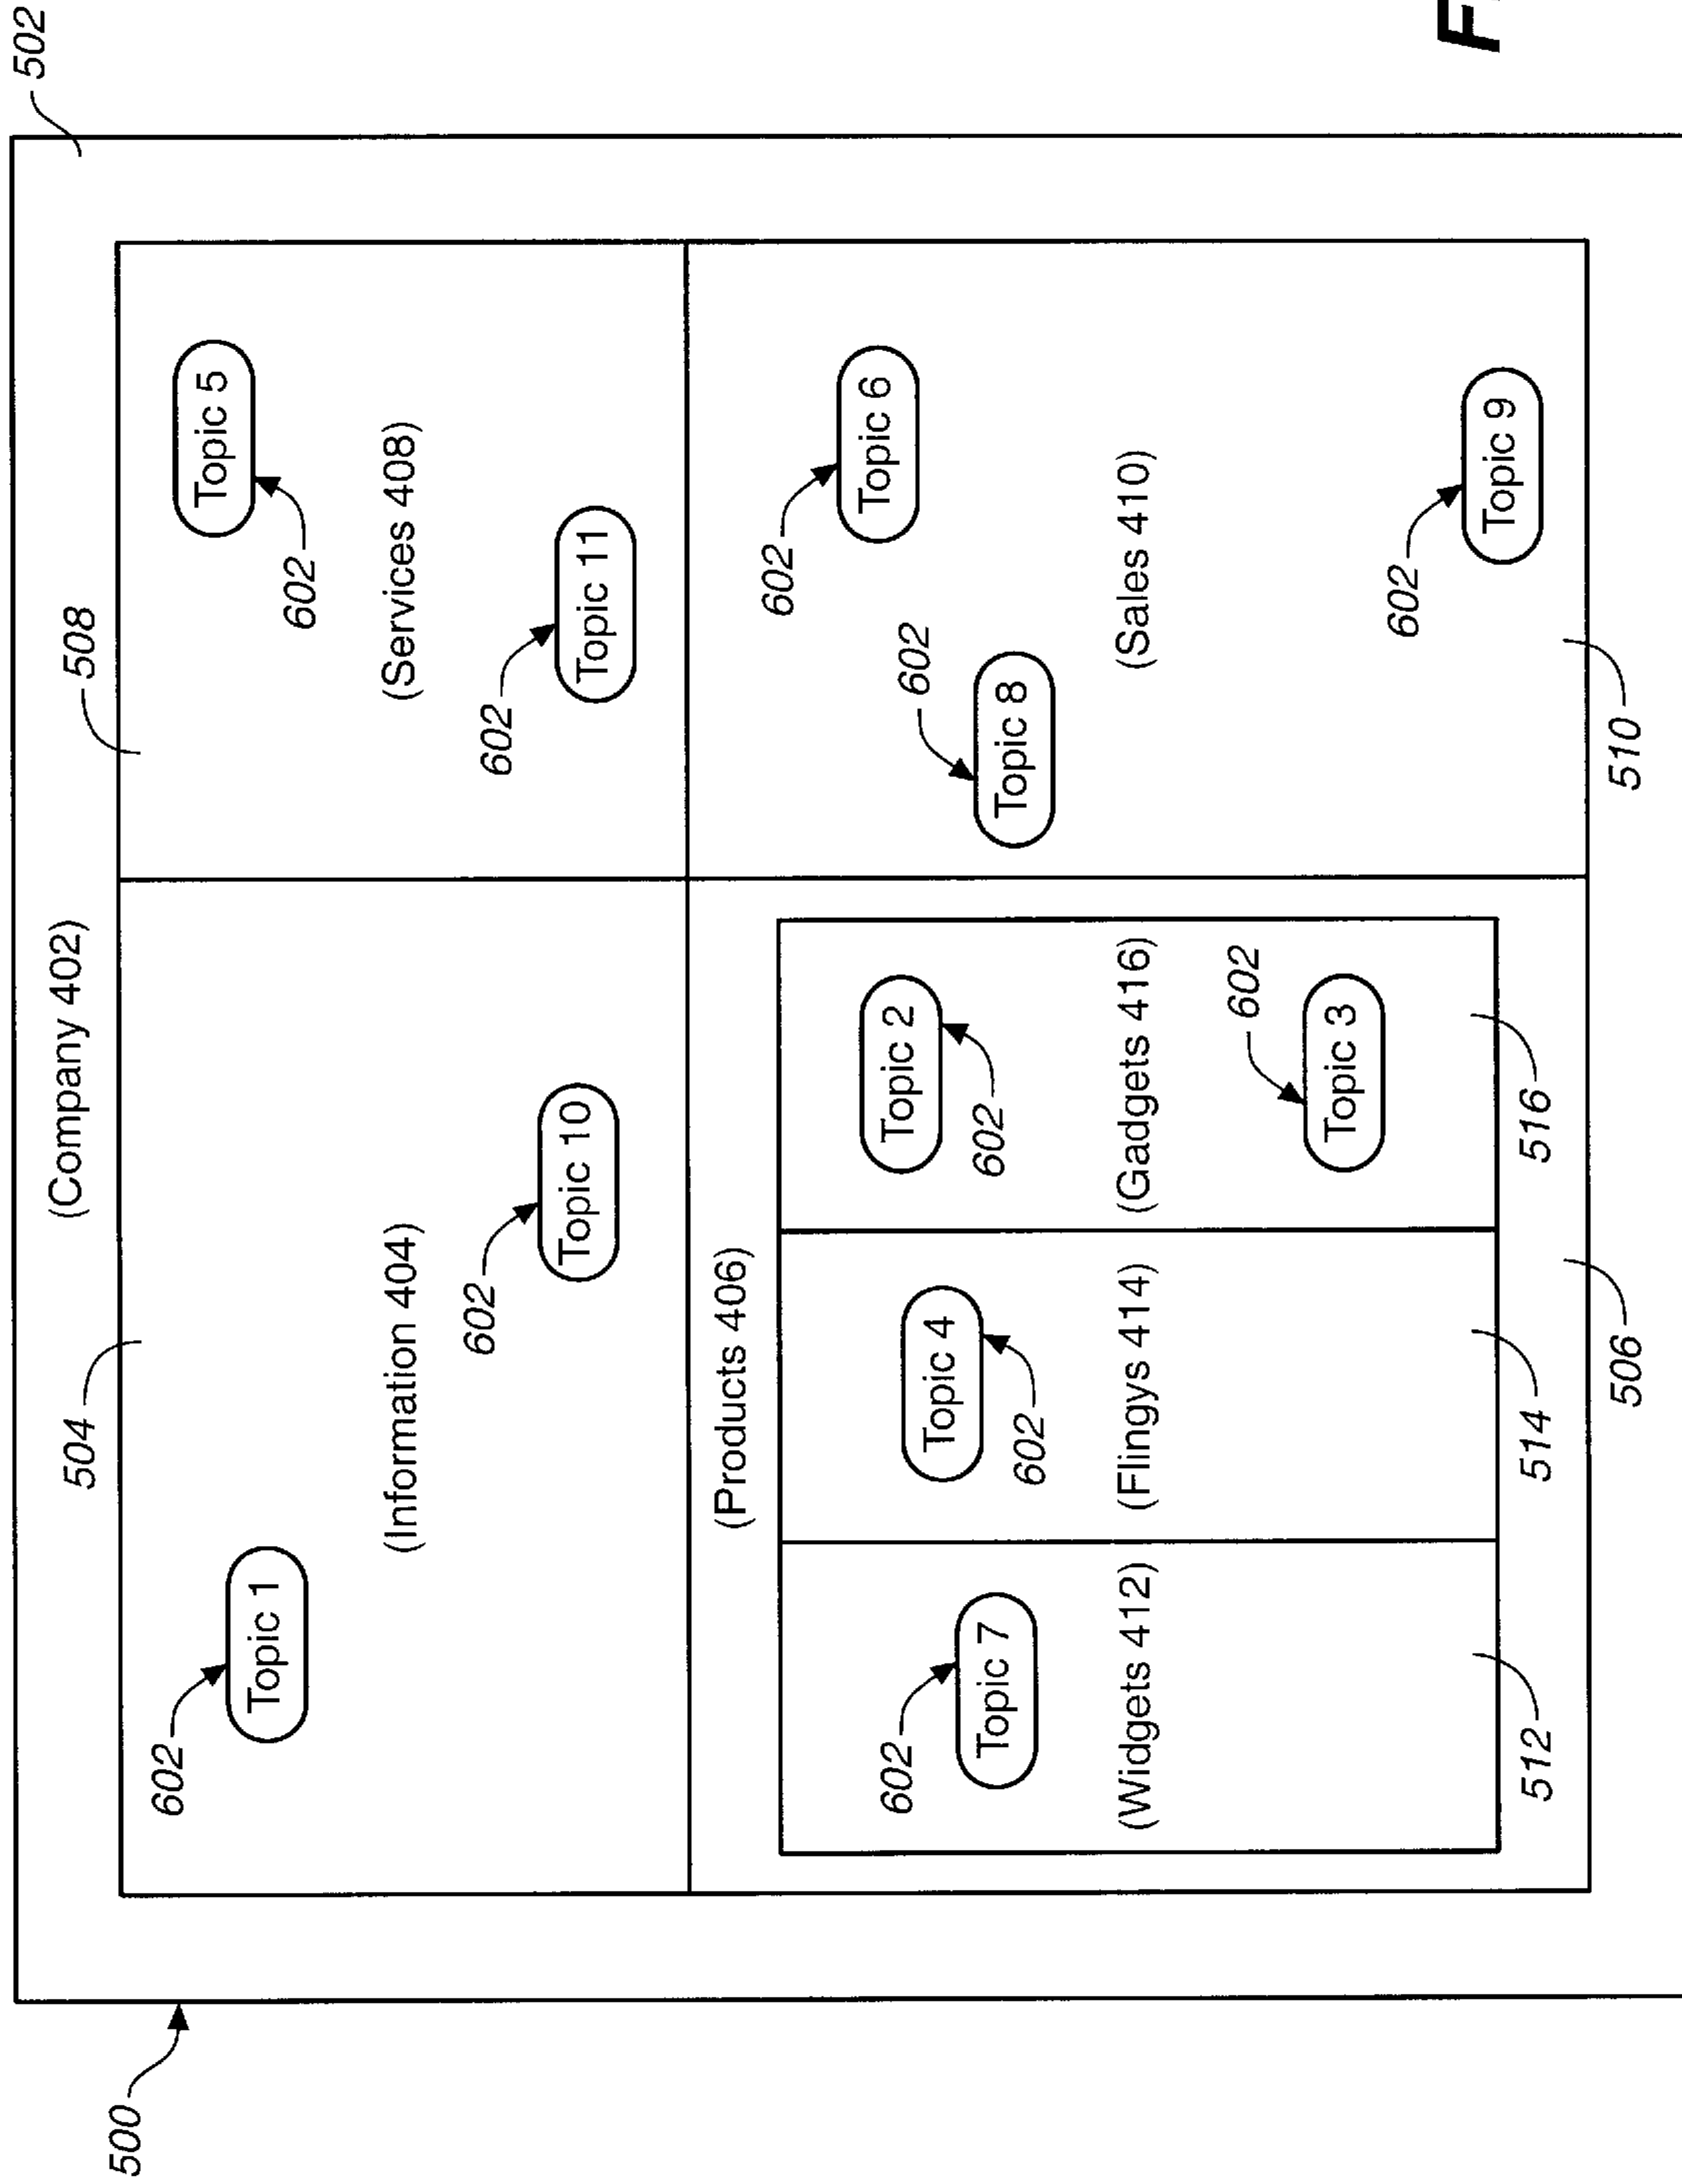 500
502
(Company 402)
504
508
602
Topic 1
(Information 404)
602
Topic 10
Topic 5
602
(Services 408)
602
Topic 11
(Products 406)
602
Topic 7
(Widgets 412)
512
Topic 4
602
(Flingys 414)
514
Topic 2
602
(Gadgets 416)
602
Topic 3
516
506
602
Topic 6
602
Topic 8
(Sales 410)
602
Topic 9
510